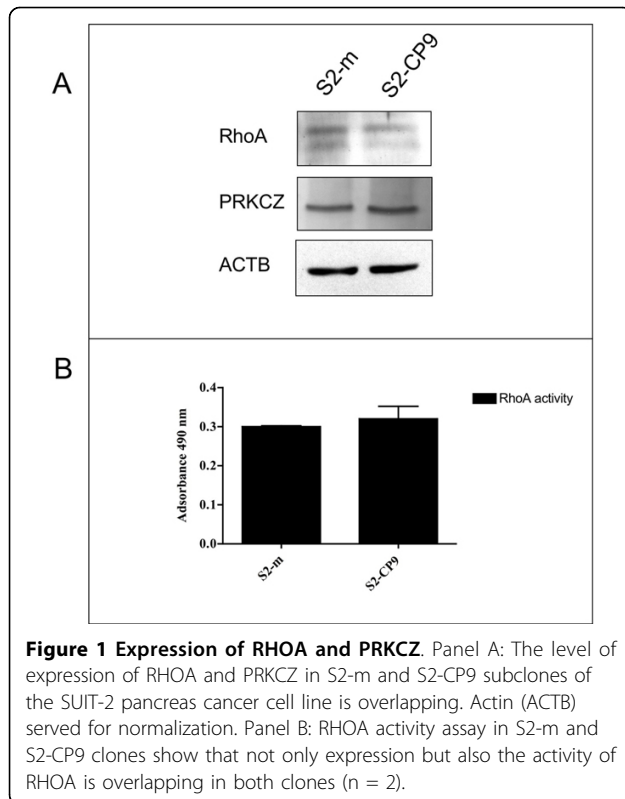 A
S2-m
S2-CP9
RhoA
PRKCZ
ACTB
B
0.4
0.3
0.2
0.1
0.0
Adsorbance 490 nm
S2-m
S2-CP9
RhoA activity
Figure 1 Expression of RHOA and PRKCZ. Panel A: The level of
expression of RHOA and PRKCZ in S2-m and S2-CP9 subclones of
the SUIT-2 pancreas cancer cell line is overlapping. Actin (ACTB)
served for normalization. Panel B: RHOA activity assay in S2-m and
S2-CP9 clones show that not only expression but also the activity of
RHOA is overlapping in both clones (n = 2).